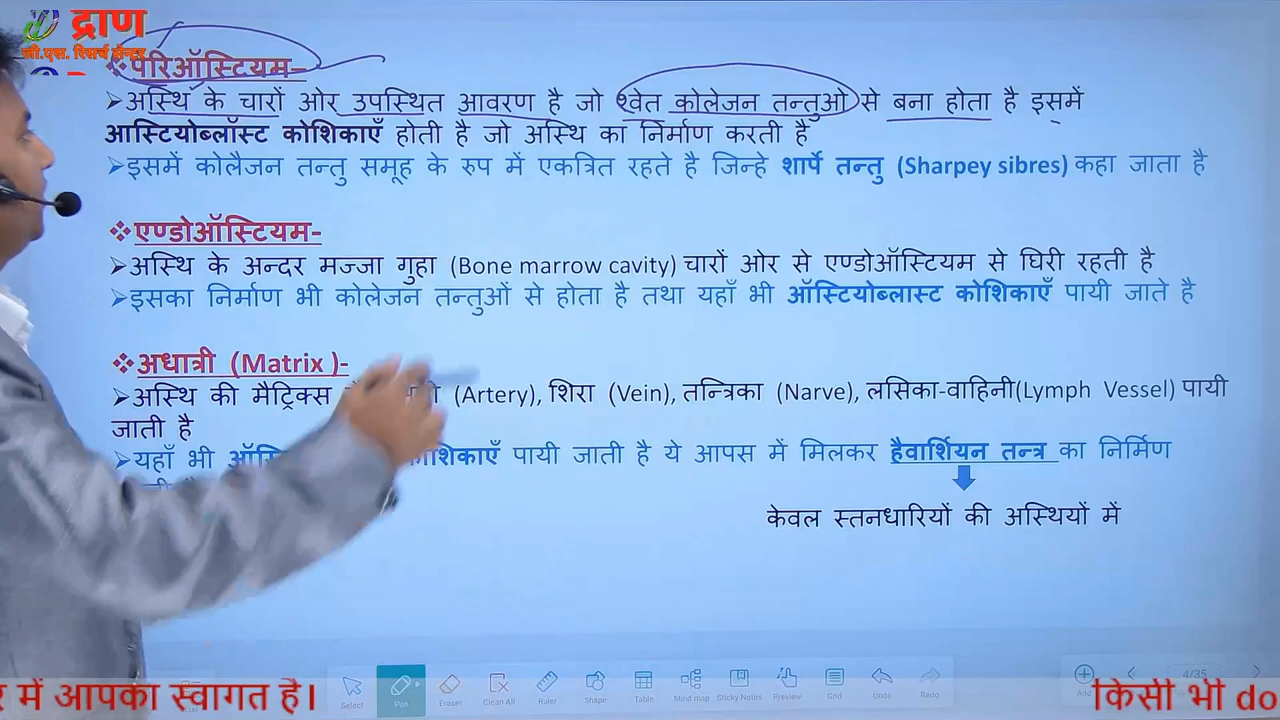 द्राण
जी.एस. रिसर्च सेन्टर
❖परिऑस्टियम-
➢अस्थि के चारों ओर उपस्थित आवरण है जो श्वेत कोलेजन तन्तुओ से बना होता है इसमें
आस्टियोब्लॉस्ट कोशिकाएँ होती है जो अस्थि का निर्माण करती है
➢इसमें कोलैजन तन्तु समूह के रुप में एकत्रित रहते है जिन्हे शार्पे तन्तु (Sharpey sibres) कहा जाता है
❖एण्डोऑस्टियम-
➢अस्थि के अन्दर मज्जा गुहा (Bone marrow cavity) चारों ओर से एण्डोऑस्टियम से घिरी रहती है
➢इसका निर्माण भी कोलेजन तन्तुओं से होता है तथा यहाँ भी ऑस्टियोब्लास्ट कोशिकाएँ पायी जाते है
❖अधात्री (Matrix )-
➢अस्थि की मैट्रिक्स (Artery), शिरा (Vein), तन्त्रिका (Narve), लसिका-वाहिनी(Lymph Vessel) पायी
जाती है
➢यहाँ भी पायी जाती है ये आपस में मिलकर हैवार्शियन तन्त्र का निर्मिण
केवल स्तनधारियों की अस्थियों में
Select Pen Eraser Clean All Ruler Shape Table Mind map Sticky Notes Preview Grid Undo Redo Add 4/35
र में आपका स्वागत है। किसी भी do